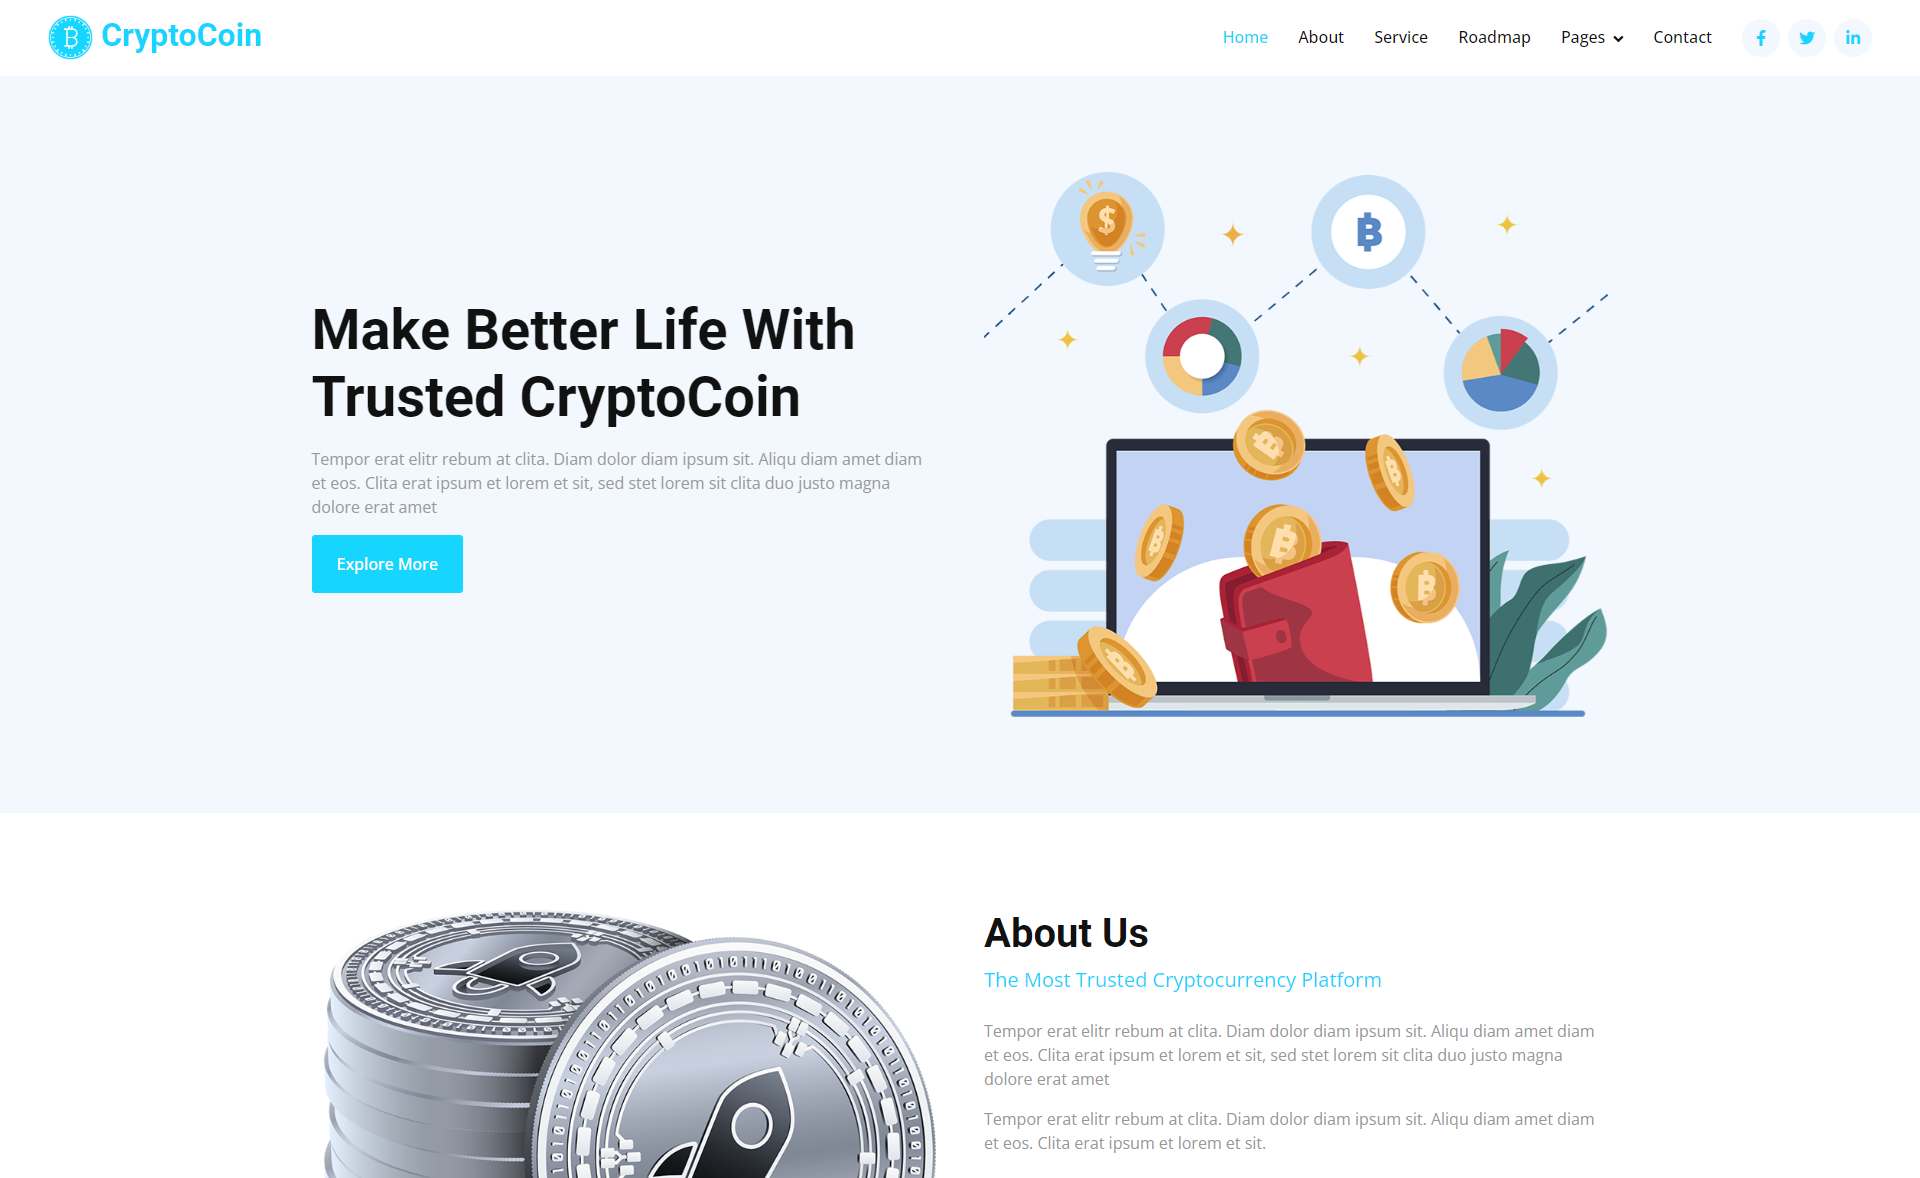 CryptoCoin
Home About Service Roadmap Pages Contact
Make Better Life With
Trusted CryptoCoin
Tempor erat elitr rebum at clita. Diam dolor diam ipsum sit. Aliqu diam amet diam
et eos. Clita erat ipsum et lorem et sit, sed stet lorem sit clita duo justo magna
dolore erat amet
Explore More
About Us
The Most Trusted Cryptocurrency Platform
Tempor erat elitr rebum at clita. Diam dolor diam ipsum sit. Aliqu diam amet diam
et eos. Clita erat ipsum et lorem et sit, sed stet lorem sit clita duo justo magna
dolore erat amet
Tempor erat elitr rebum at clita. Diam dolor diam ipsum sit. Aliqu diam amet diam
et eos. Clita erat ipsum et lorem et sit.